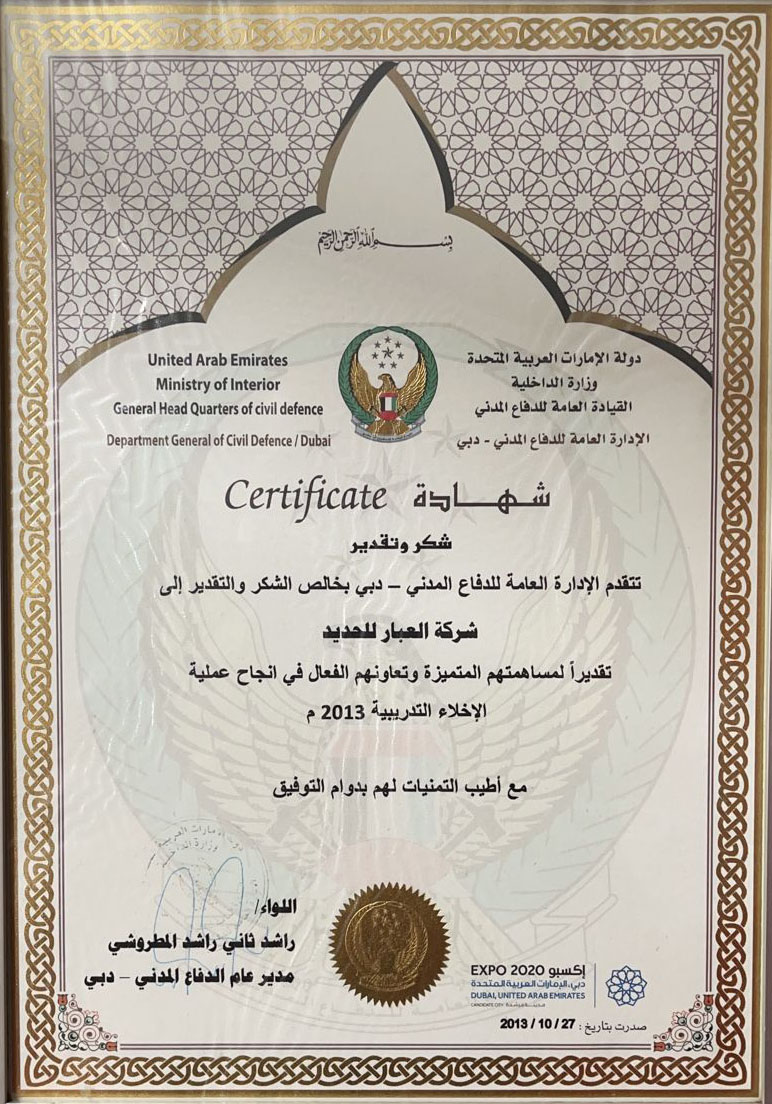 بسم الله الرحمن الرحيم
United Arab Emirates
Ministry of Interior
General Head Quarters of civil defence
Department General of Civil Defence / Dubai
دولة الإمارات العربية المتحدة
وزارة الداخلية
القيادة العامة للدفاع المدني
الإدارة العامة للدفاع المدني - دبي
Certificate شهادة
شكر وتقدير
تتقدم الإدارة العامة للدفاع المدني – دبي بخالص الشكر والتقدير إلى
شركة العبار للحديد
تقديراً لمساهمتهم المتميزة وتعاونهم الفعال في انجاح عملية
الإخلاء التدريبية 2013 م
مع أطيب التمنيات لهم بدوام التوفيق
اللواء/
راشد ثاني راشد المطروشي
مدير عام الدفاع المدني – دبي
EXPO 2020 إكسبو
دبي، الإمارات العربية المتحدة
DUBAI, UNITED ARAB EMIRATES
CANDIDATE CITY مدينة مرشحة
صدرت بتاريخ : 27 / 10 / 2013